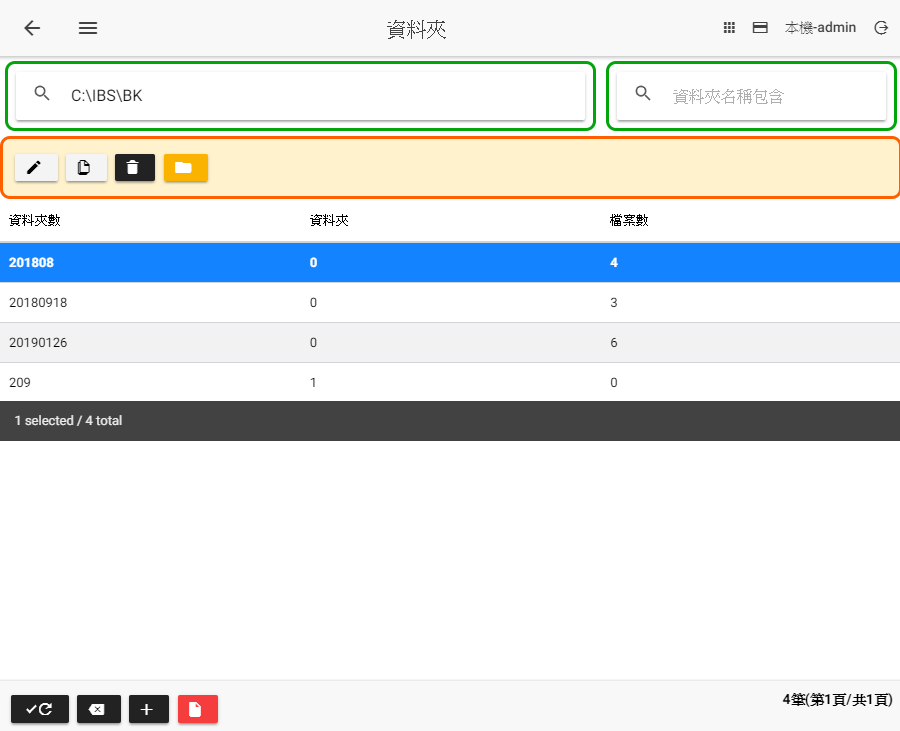 資料夾 本機-admin
C:\IBS\BK 資料夾名稱包含
資料夾數 資料夾 檔案數
201808 0 4
20180918 0 3
20190126 0 6
209 1 0
1 selected / 4 total
4筆(第1頁/共1頁)